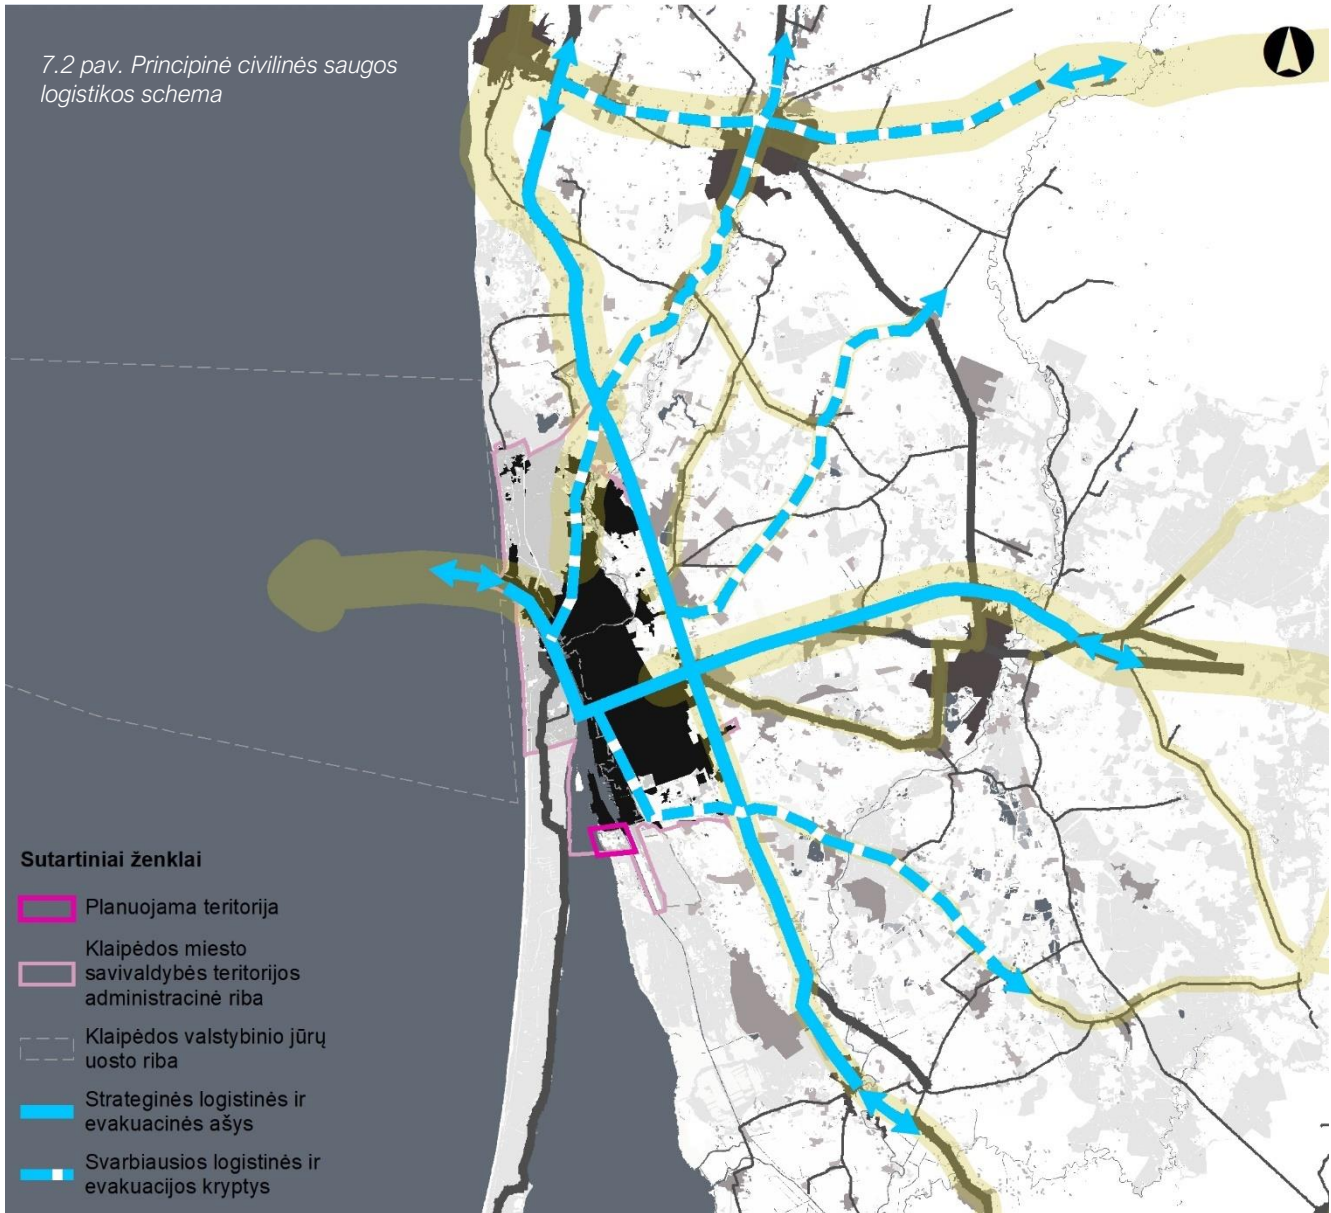 7.2 pav. Principinė civilinės saugos
logistikos schema
Sutartiniai ženklai
Planuojama teritorija
Klaipėdos miesto
savivaldybės teritorijos
administracinė riba
Klaipėdos valstybinio jūrų
uosto riba
Strateginės logistinės ir
evakuacinės ašys
Svarbiausios logistinės ir
evakuacijos kryptys